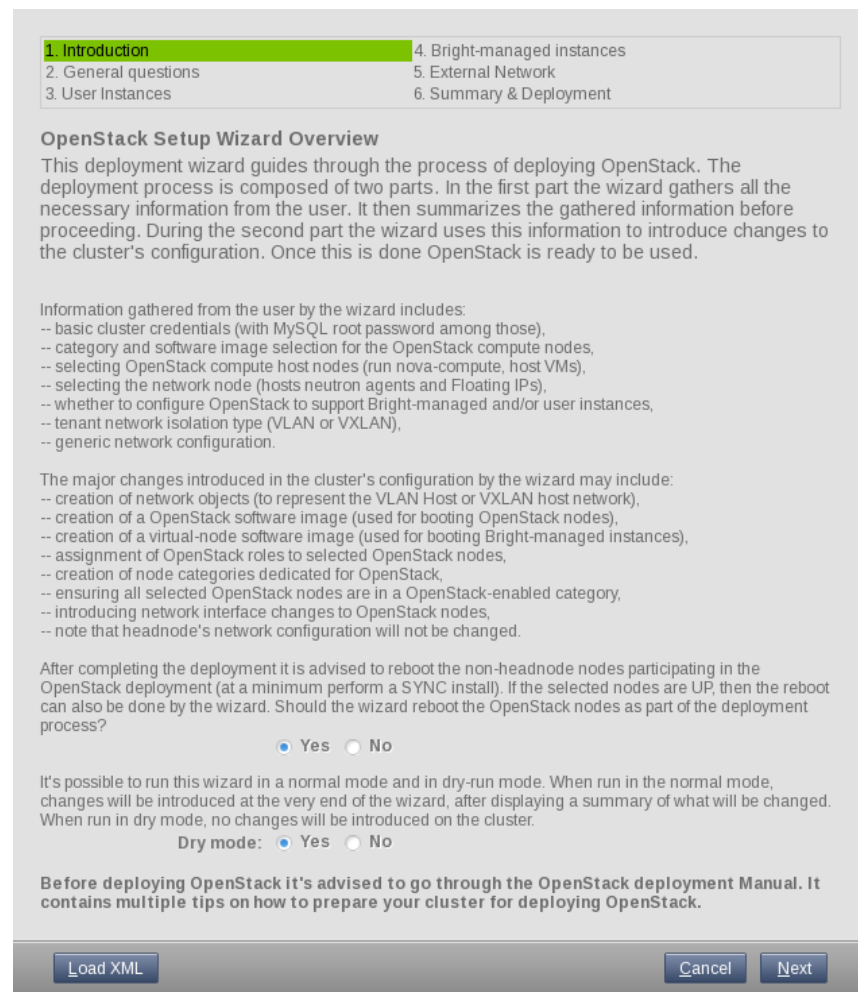 1. Introduction
4. Bright-managed instances
2. General questions
5. External Network
3. User Instances
6. Summary & Deployment
OpenStack Setup Wizard Overview
This deployment wizard guides through the process of deploying OpenStack. The
deployment process is composed of two parts. In the first part the wizard gathers all the
necessary information from the user. It then summarizes the gathered information before
proceeding. During the second part the wizard uses this information to introduce changes to
the cluster's configuration. Once this is done OpenStack is ready to be used.
Information gathered from the user by the wizard includes:
-- basic cluster credentials (with MySQL root password among those),
-- category and software image selection for the OpenStack compute nodes,
-- selecting OpenStack compute host nodes (run nova-compute, host VMs),
-- selecting the network node (hosts neutron agents and Floating IPs),
-- whether to configure OpenStack to support Bright-managed and/or user instances,
-- tenant network isolation type (VLAN or VXLAN),
-- generic network configuration.
The major changes introduced in the cluster's configuration by the wizard may include:
-- creation of network objects (to represent the VLAN Host or VXLAN host network),
-- creation of a OpenStack software image (used for booting OpenStack nodes),
-- creation of a virtual-node software image (used for booting Bright-managed instances),
-- assignment of OpenStack roles to selected OpenStack nodes,
-- creation of node categories dedicated for OpenStack,
-- ensuring all selected OpenStack nodes are in a OpenStack-enabled category,
-- introducing network interface changes to OpenStack nodes,
-- note that headnode's network configuration will not be changed.
After completing the deployment it is advised to reboot the non-headnode nodes participating in the
OpenStack deployment (at a minimum perform a SYNC install). If the selected nodes are UP, then the reboot
can also be done by the wizard. Should the wizard reboot the OpenStack nodes as part of the deployment
process?
Yes No
It's possible to run this wizard in a normal mode and in dry-run mode. When run in the normal mode,
changes will be introduced at the very end of the wizard, after displaying a summary of what will be changed.
When run in dry mode, no changes will be introduced on the cluster.
Dry mode: Yes No
Before deploying OpenStack it's advised to go through the OpenStack deployment Manual. It
contains multiple tips on how to prepare your cluster for deploying OpenStack.
Load XML Cancel Next